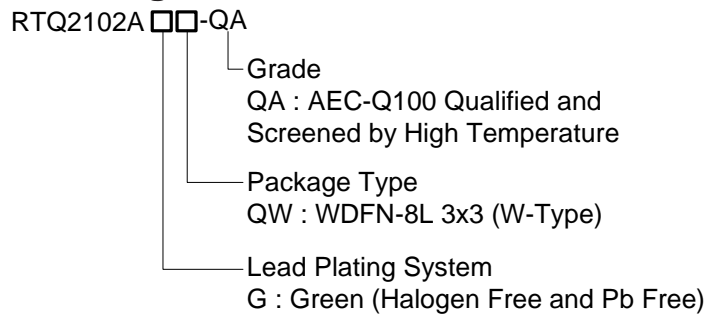 RTQ2102A □□-QA
Grade
QA : AEC-Q100 Qualified and
Screened by High Temperature
Package Type
QW : WDFN-8L 3x3 (W-Type)
Lead Plating System
G : Green (Halogen Free and Pb Free)